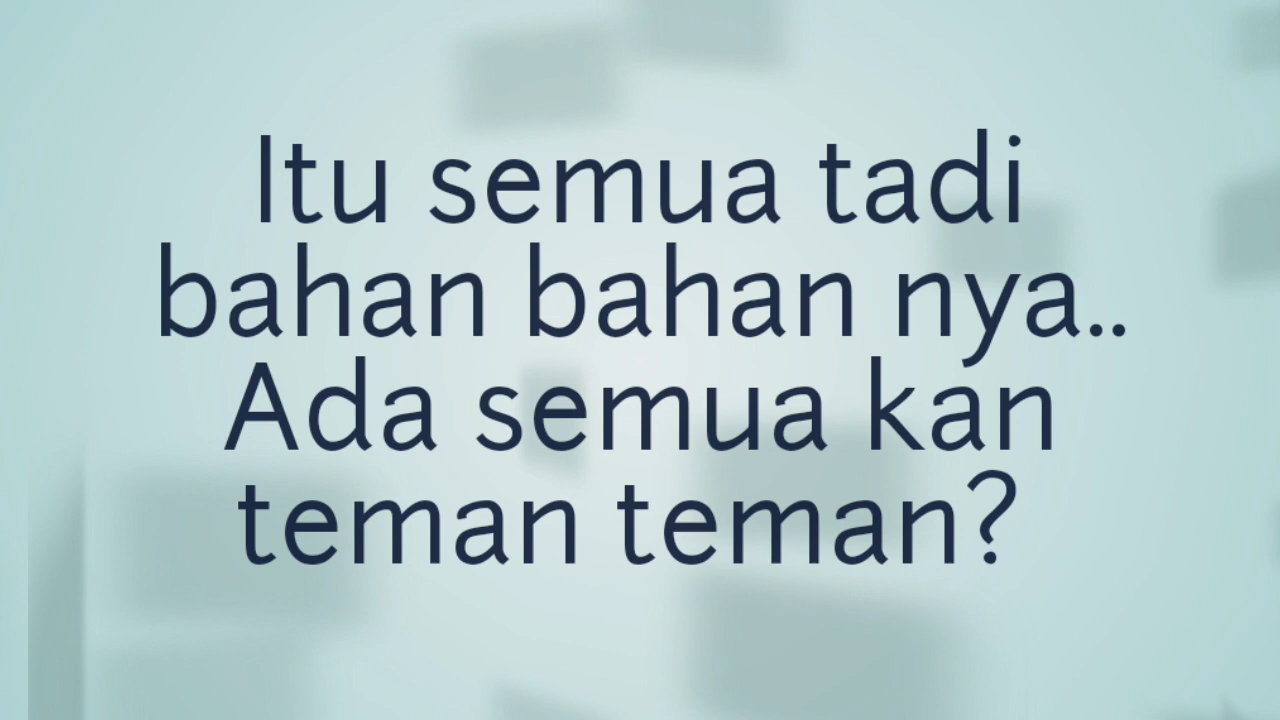 Itu semua tadi
bahan bahan nya..
Ada semua kan
teman teman?